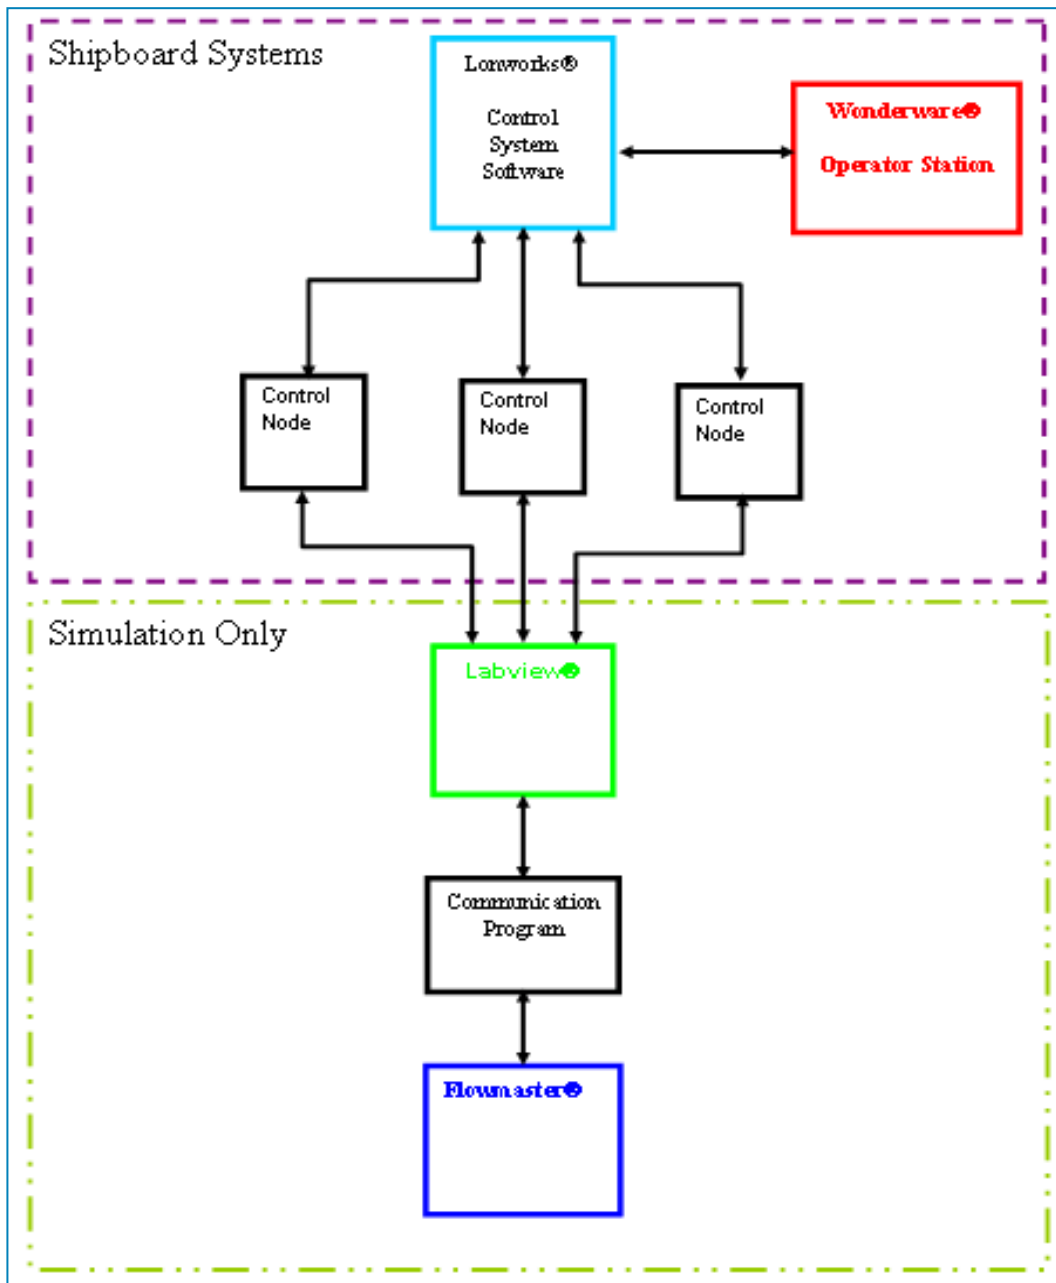 Shipboard Systems
Lonworks®
Control
System
Software
Wonderware®
Operator Station
Control
Node
Control
Node
Control
Node
Simulation Only
Labview®
Communication
Program
Flowmaster®